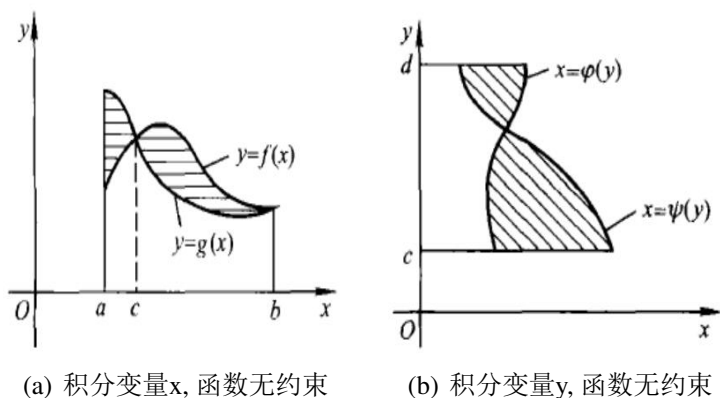 y
y=f(x)
y=g(x)
O a c b x
y
d
x=φ(y)
x=ψ(y)
c
O x
(a) 积分变量x, 函数无约束
(b) 积分变量y, 函数无约束